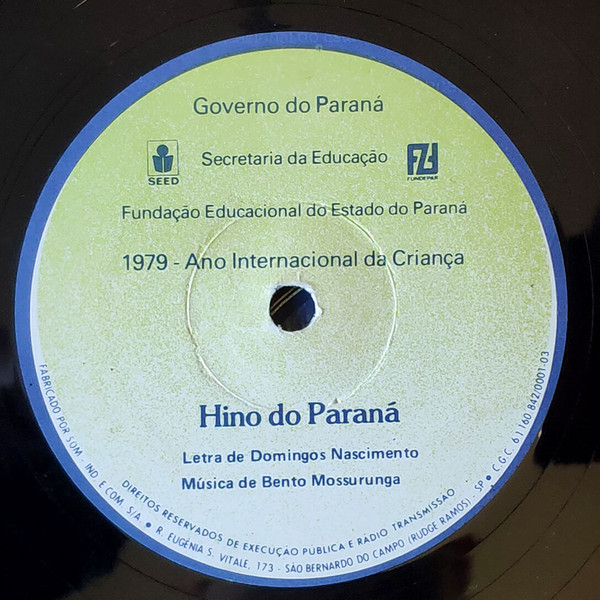 Governo do Paraná
SEED
Secretaria da Educação
FUNDEPAR
Fundação Educacional do Estado do Paraná
1979 - Ano Internacional da Criança
Hino do Paraná
Letra de Domingos Nascimento
Música de Bento Mossurunga
DIREITOS RESERVADOS DE EXECUÇÃO PÚBLICA E RÁDIO TRANSMISSÃO
FABRICADO POR SOM - IND. E COM. S/A. ● R. EUGÊNIA S. VITALE, 173 - SÃO BERNARDO DO CAMPO (RUDGE RAMOS) - SP ● C.G.C. 61.160.842/0001.03